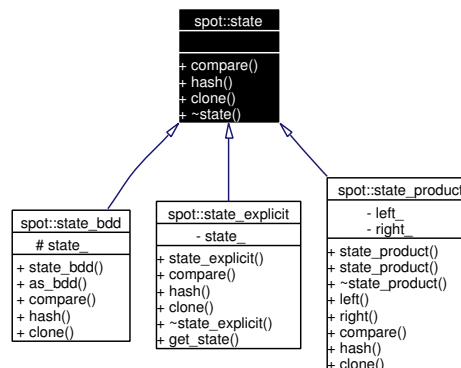 spot::state
+ compare()
+ hash()
+ clone()
+ ~state()
spot::state_bdd
# state_
+ state_bdd()
+ as_bdd()
+ compare()
+ hash()
+ clone()
spot::state_explicit
- state_
+ state_explicit()
+ compare()
+ hash()
+ clone()
+ ~state_explicit()
+ get_state()
spot::state_product
- left_
- right_
+ state_product()
+ state_product()
+ ~state_product()
+ left()
+ right()
+ compare()
+ hash()
+ clone()